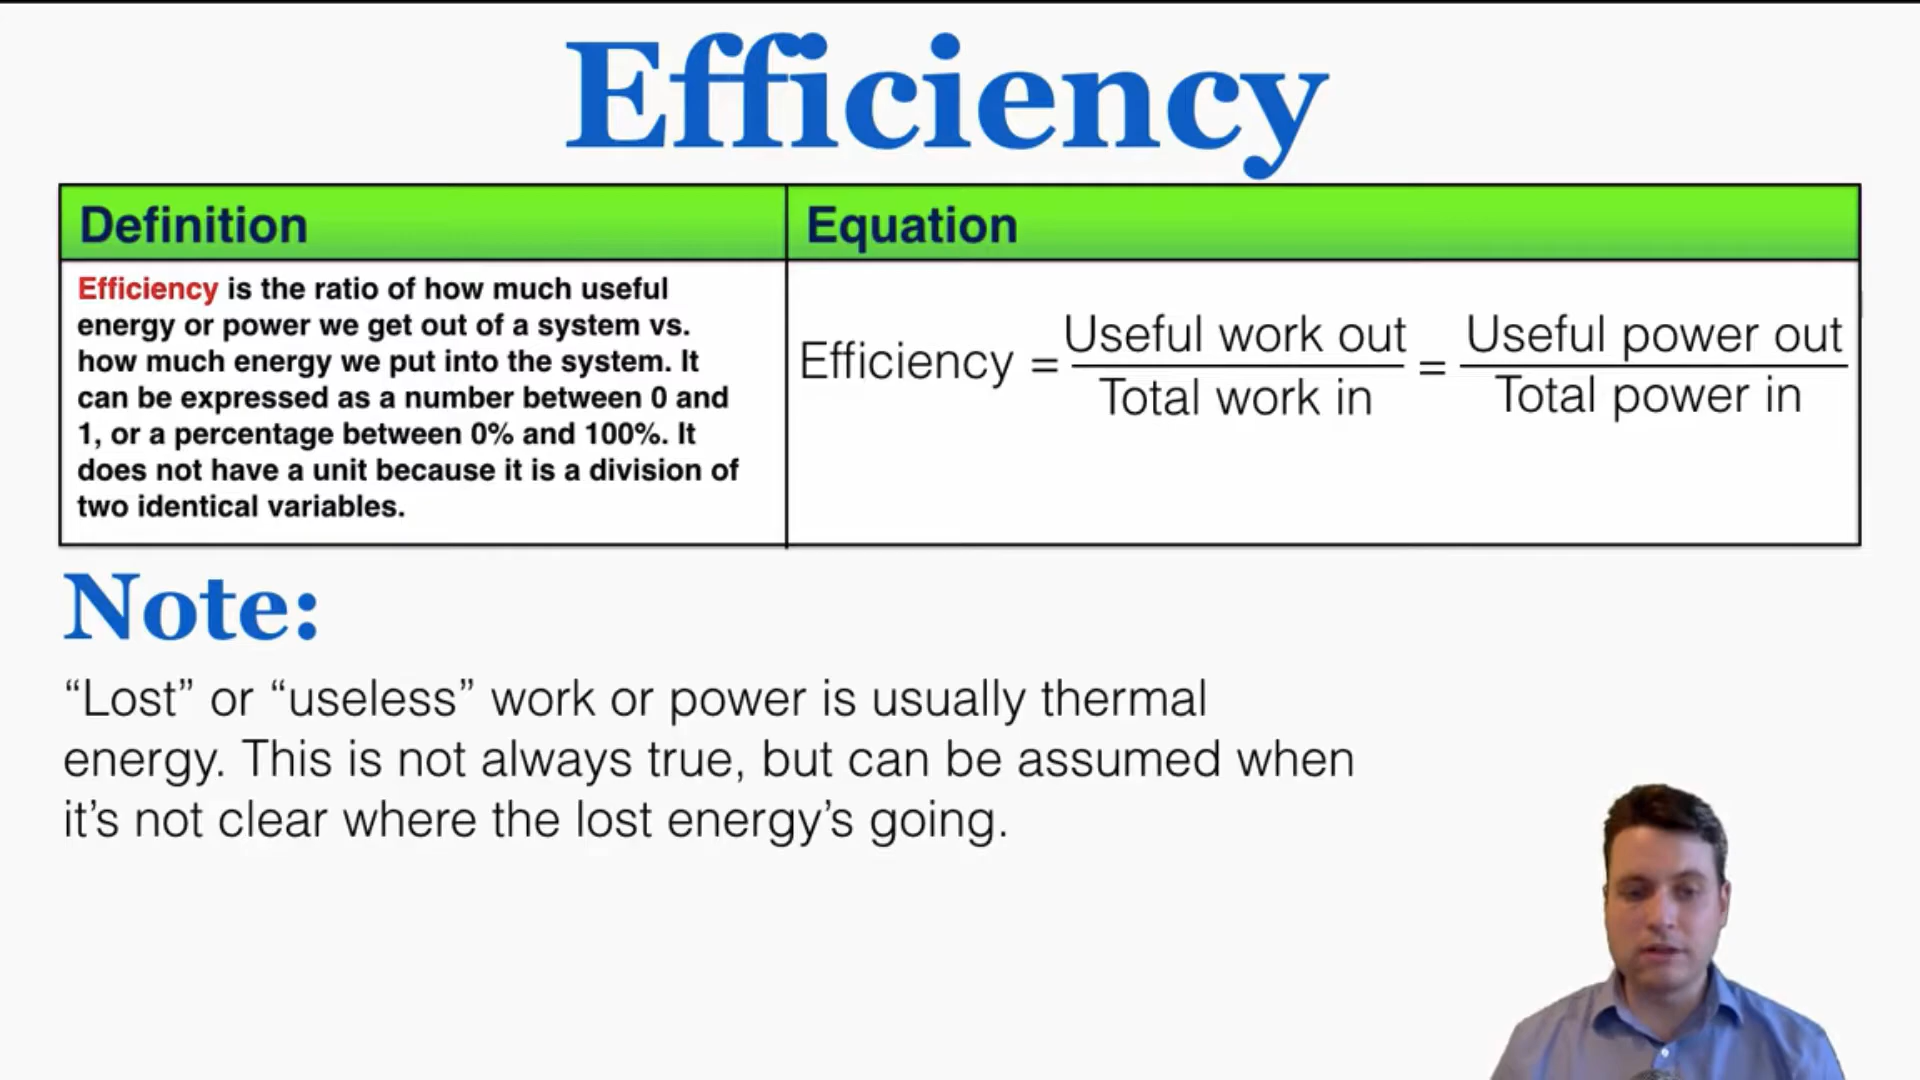 Efficiency
Definition
Equation
Efficiency is the ratio of how much useful
energy or power we get out of a system vs.
how much energy we put into the system. It
can be expressed as a number between 0 and
1, or a percentage between 0% and 100%. It
does not have a unit because it is a division of
two identical variables.
Efficiency = Useful work out / Total work in = Useful power out / Total power in
Note:
“Lost” or “useless” work or power is usually thermal
energy. This is not always true, but can be assumed when
it’s not clear where the lost energy’s going.